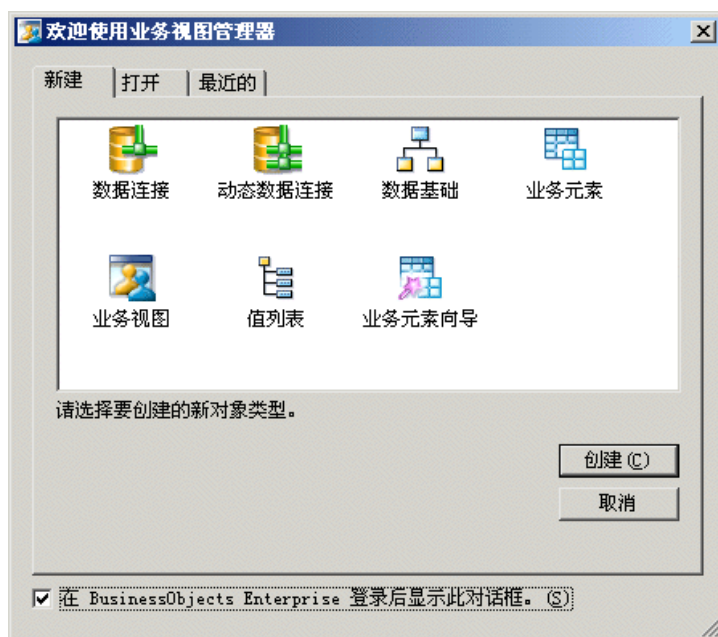 欢迎使用业务视图管理器
新建 打开 最近的
数据连接 动态数据连接 数据基础 业务元素
业务视图 值列表 业务元素向导
请选择要创建的新对象类型。
创建(C)
取消
在 BusinessObjects Enterprise 登录后显示此对话框。(S)